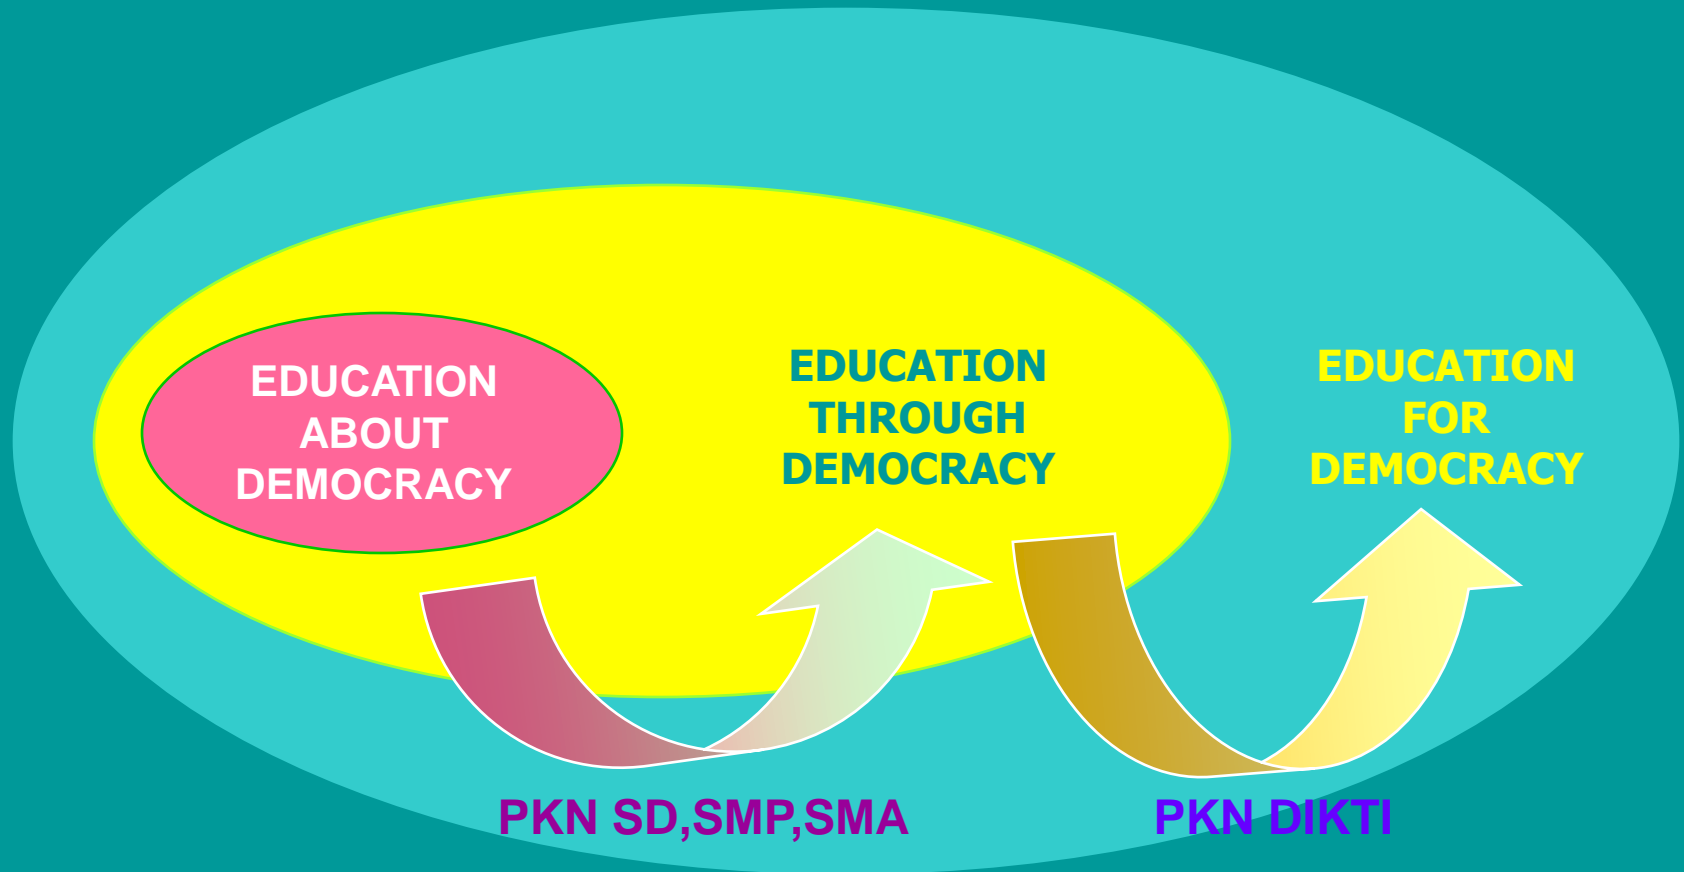 EDUCATION
ABOUT
DEMOCRACY
EDUCATION
THROUGH
DEMOCRACY
EDUCATION
FOR
DEMOCRACY
PKN SD,SMP,SMA
PKN DIKTI